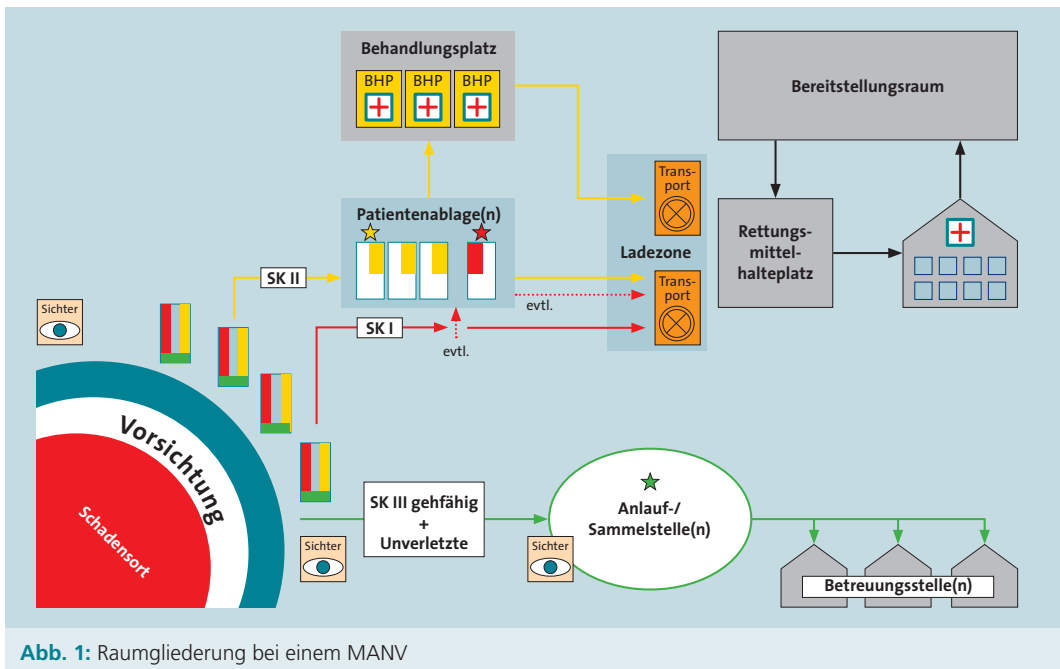 Behandlungsplatz
BHP
BHP
BHP
Bereitstellungsraum
Patientenablage(n)
Trans-
port
Ladezone
Trans-
port
Rettungs-
mittel-
halteplatz
SK II
evtl.
SK I
evtl.
Sichter
Vorsichtung
Schadensort
SK III gehfähig
+
Unverletzte
Sichter
Anlauf-/
Sammelstelle(n)
Sichter
Betreuungsstelle(n)
Abb. 1: Raumgliederung bei einem MANV